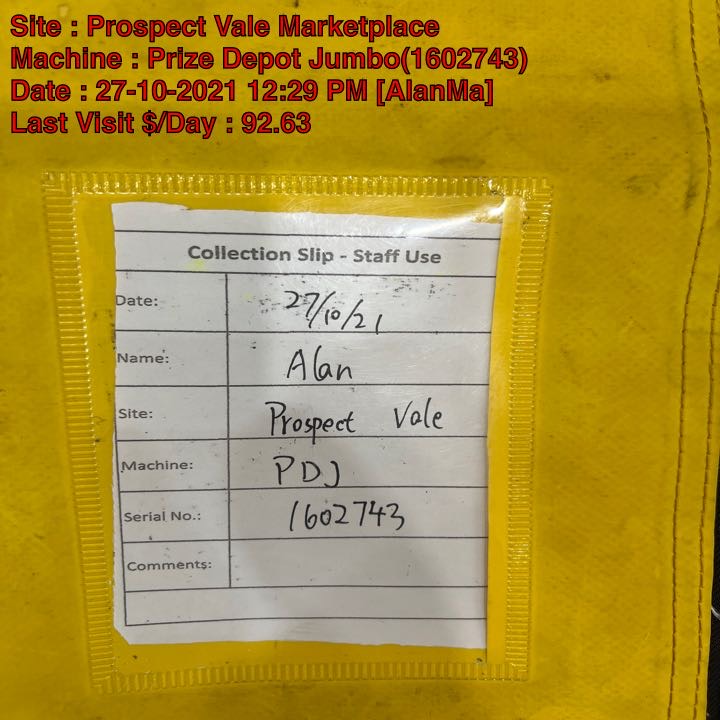 Site : Prospect Vale Marketplace
Machine : Prize Depot Jumbo(1602743)
Date : 27-10-2021 12:29 PM [AlanMa]
Last Visit $/Day : 92.63
Collection Slip - Staff Use
Date: 27/10/21
Name: Alan
Site: Prospect Vale
Machine: PDJ
Serial No.: 1602743
Comments: